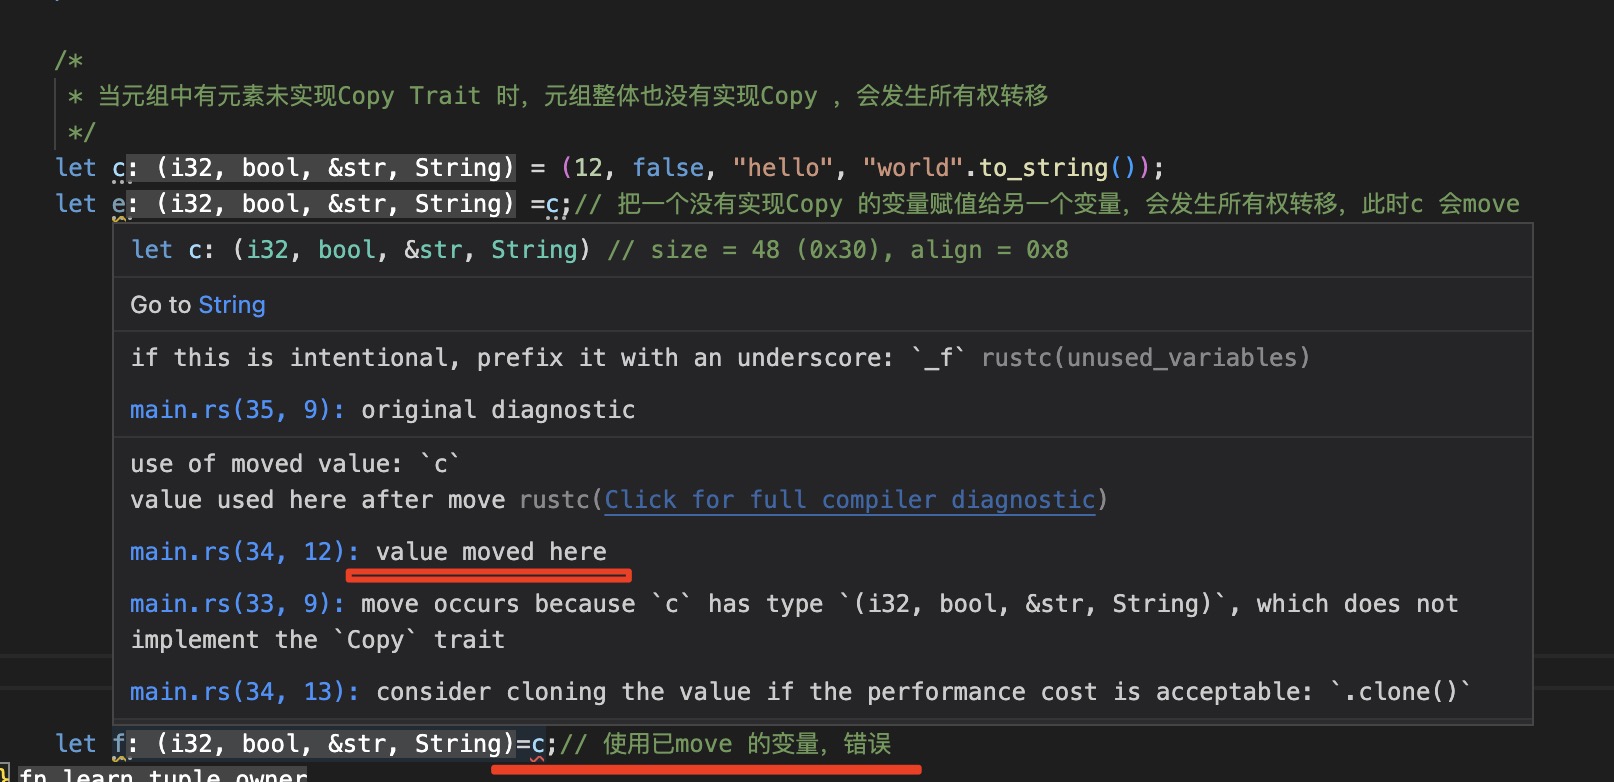 /*
* 当元组中有元素未实现Copy Trait 时，元组整体也没有实现Copy ，会发生所有权转移
*/
let c: (i32, bool, &str, String) = (12, false, "hello", "world".to_string());
let e: (i32, bool, &str, String) =c;// 把一个没有实现Copy 的变量赋值给另一个变量，会发生所有权转移，此时c 会move
let c: (i32, bool, &str, String) // size = 48 (0x30), align = 0x8
Go to String
if this is intentional, prefix it with an underscore: `_f` rustc(unused_variables)
main.rs(35, 9): original diagnostic
use of moved value: `c`
value used here after move rustc(Click for full compiler diagnostic)
main.rs(34, 12): value moved here
main.rs(33, 9): move occurs because `c` has type `(i32, bool, &str, String)`, which does not
implement the `Copy` trait
main.rs(34, 13): consider cloning the value if the performance cost is acceptable: `.clone()`
let f: (i32, bool, &str, String)=c;// 使用已move 的变量，错误
} fn learn_tuple_owner